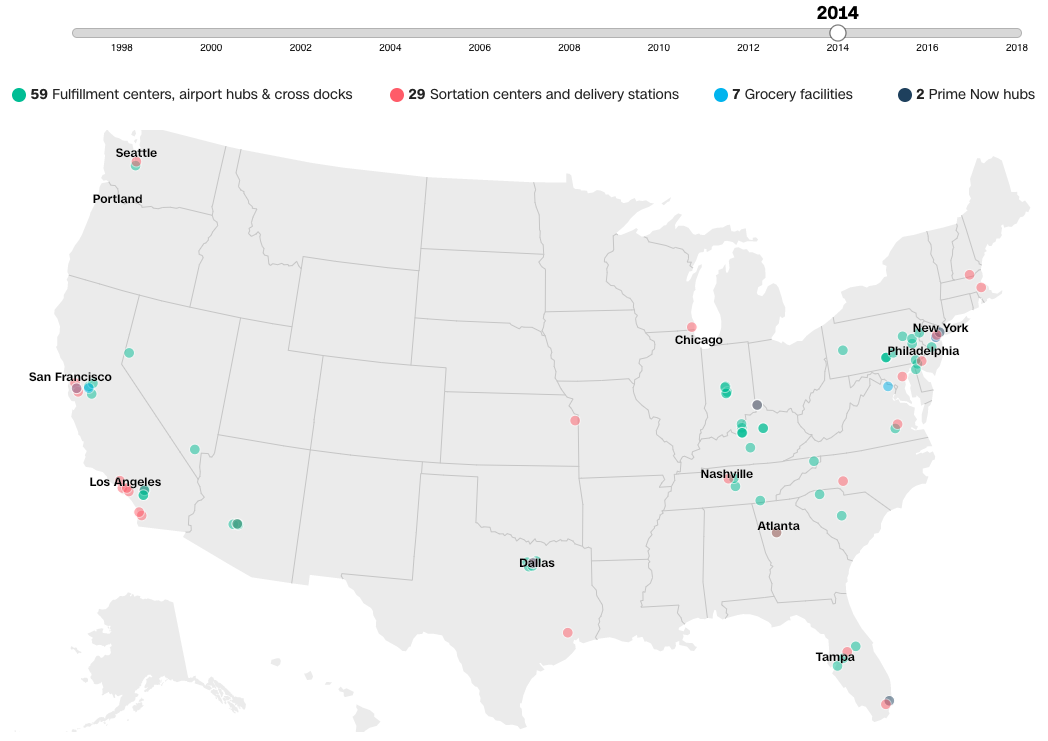 2014
1998 2000 2002 2004 2006 2008 2010 2012 2014 2016 2018
59 Fulfillment centers, airport hubs & cross docks 29 Sortation centers and delivery stations 7 Grocery facilities 2 Prime Now hubs
Seattle
Portland
New York
Chicago
Philadelphia
San Francisco
Nashville
Los Angeles
Atlanta
Dallas
Tampa